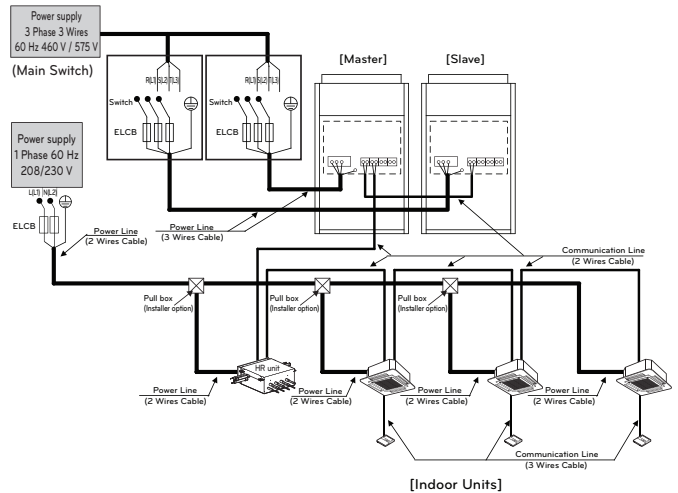 Power supply
3 Phase 3 Wires
60 Hz 460 V / 575 V
(Main Switch)
[Master]
[Slave]
R(L1) S(L2) T(L3)
R(L1) S(L2) T(L3)
Switch
Switch
ELCB
ELCB
Power supply
1 Phase 60 Hz
208/230 V
L(L1) N(L2)
ELCB
Power Line
(2 Wires Cable)
Power Line
(3 Wires Cable)
Communication Line
(2 Wires Cable)
Pull box
(Installer option)
Pull box
(Installer option)
Pull box
(Installer option)
HR unit
Power Line
(2 Wires Cable)
Power Line
(2 Wires Cable)
Power Line
(2 Wires Cable)
Power Line
(2 Wires Cable)
Communication Line
(3 Wires Cable)
[Indoor Units]